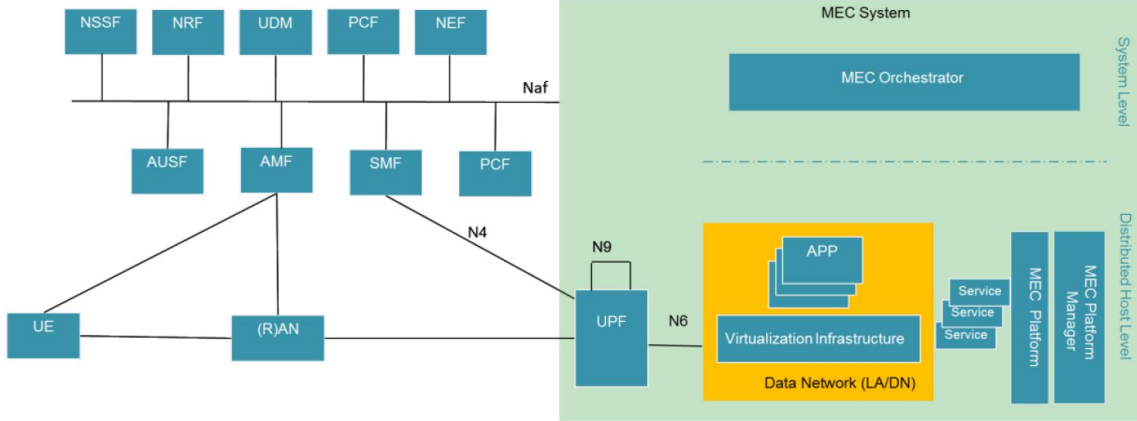 NSSF
NRF
UDM
PCF
NEF
MEC System
System Level
MEC Orchestrator
Naf
AUSF
AMF
SMF
PCF
Distributed Host Level
N4
N9
APP
UE
(R)AN
UPF
N6
Virtualization Infrastructure
Data Network (LA/DN)
Service
Service
Service
MEC Platform
MEC Platform
Manager